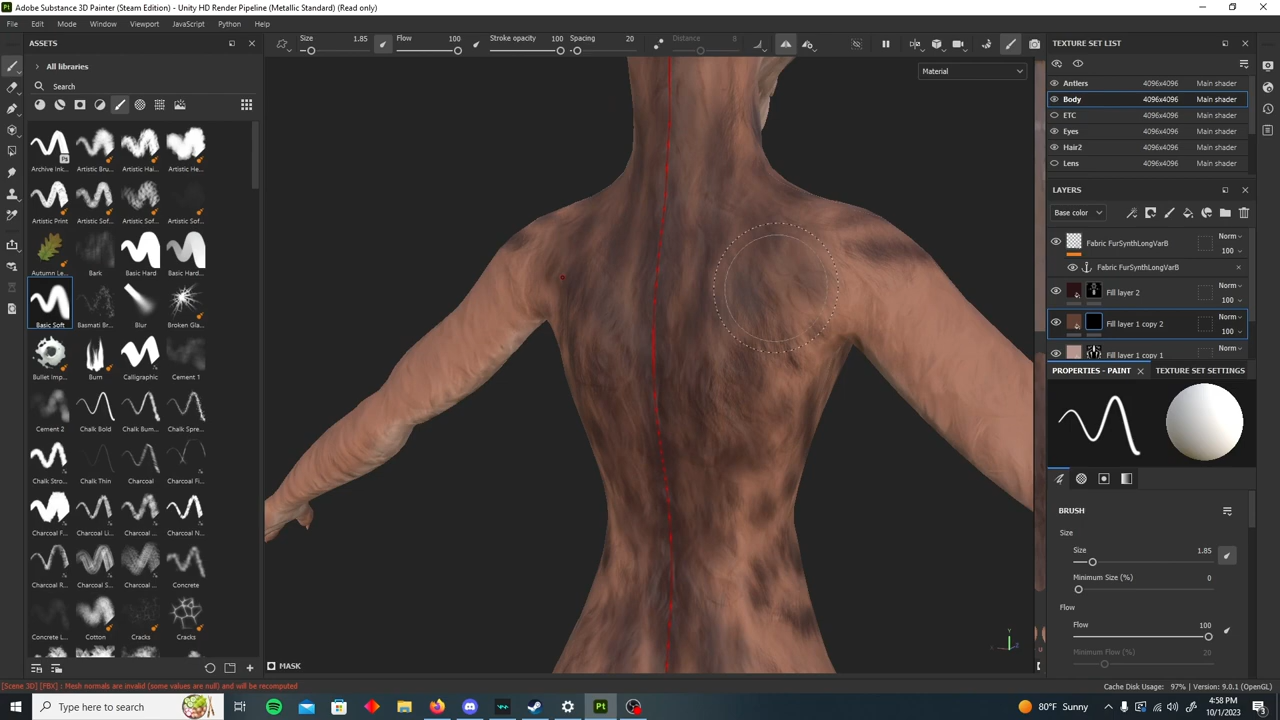 Adobe Substance 3D Painter (Steam Edition) - Unity HD Render Pipeline (Metallic Standard) (Read only)
File Edit Mode Window Viewport JavaScript Python Help
ASSETS
Size 1.85 Flow 100 Stroke opacity 100 Spacing 20 Distance 8
All libraries
Search
Material
Archive Ink... Artistic Bru... Artistic Hai... Artistic He...
Artistic Print Artistic Sof... Artistic Sof... Artistic Sof...
Autumn Le... Bark Basic Hard Basic Hard...
Basic Soft Basmati Br... Blur Broken Gla...
Bullet Imp... Burn Calligraphic Cement 1
Cement 2 Chalk Bold Chalk Bum... Chalk Spre...
Chalk Stro... Chalk Thin Charcoal Charcoal Fi...
Charcoal F... Charcoal Li... Charcoal ... Charcoal N...
Charcoal R... Charcoal S... Charcoal ... Concrete
Concrete L... Cotton Cracks Cracks
MASK
TEXTURE SET LIST
Antlers 4096x4096 Main shader
Body 4096x4096 Main shader
ETC 4096x4096 Main shader
Eyes 4096x4096 Main shader
Hair2 4096x4096 Main shader
Lens 4096x4096 Main shader
LAYERS
Base color
Fabric FurSynthLongVarB Norm 100
Fabric FurSynthLongVarB
Fill layer 2 Norm 100
Fill layer 1 copy 2 Norm 100
Fill layer 1 copy 1 Norm
PROPERTIES - PAINT TEXTURE SET SETTINGS
BRUSH
Size
Size 1.85
Minimum Size (%) 0
Flow
Flow 100
Minimum Flow (%) 20
[Scene 3D] [FBX] : Mesh normals are invalid (some values are null) and will be recomputed
Cache Disk Usage: 97% | Version: 9.0.1 (OpenGL)
Type here to search
80°F Sunny
4:58 PM
10/1/2023